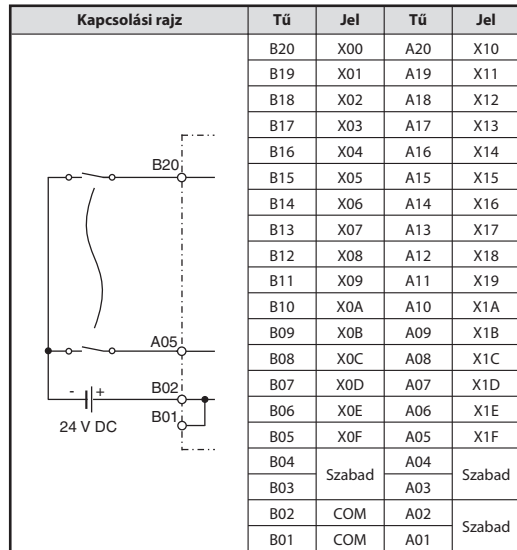 Kapcsolási rajz Tű Jel Tű Jel
B20 X00 A20 X10
B19 X01 A19 X11
B18 X02 A18 X12
B17 X03 A17 X13
B16 X04 A16 X14
B15 X05 A15 X15
B14 X06 A14 X16
B13 X07 A13 X17
B12 X08 A12 X18
B11 X09 A11 X19
B10 X0A A10 X1A
B09 X0B A09 X1B
B08 X0C A08 X1C
B07 X0D A07 X1D
B06 X0E A06 X1E
B05 X0F A05 X1F
B04 Szabad A04 Szabad
B03 A03
B02 COM A02 Szabad
B01 COM A01
B20
A05
B02
- +
B01
24 V DC